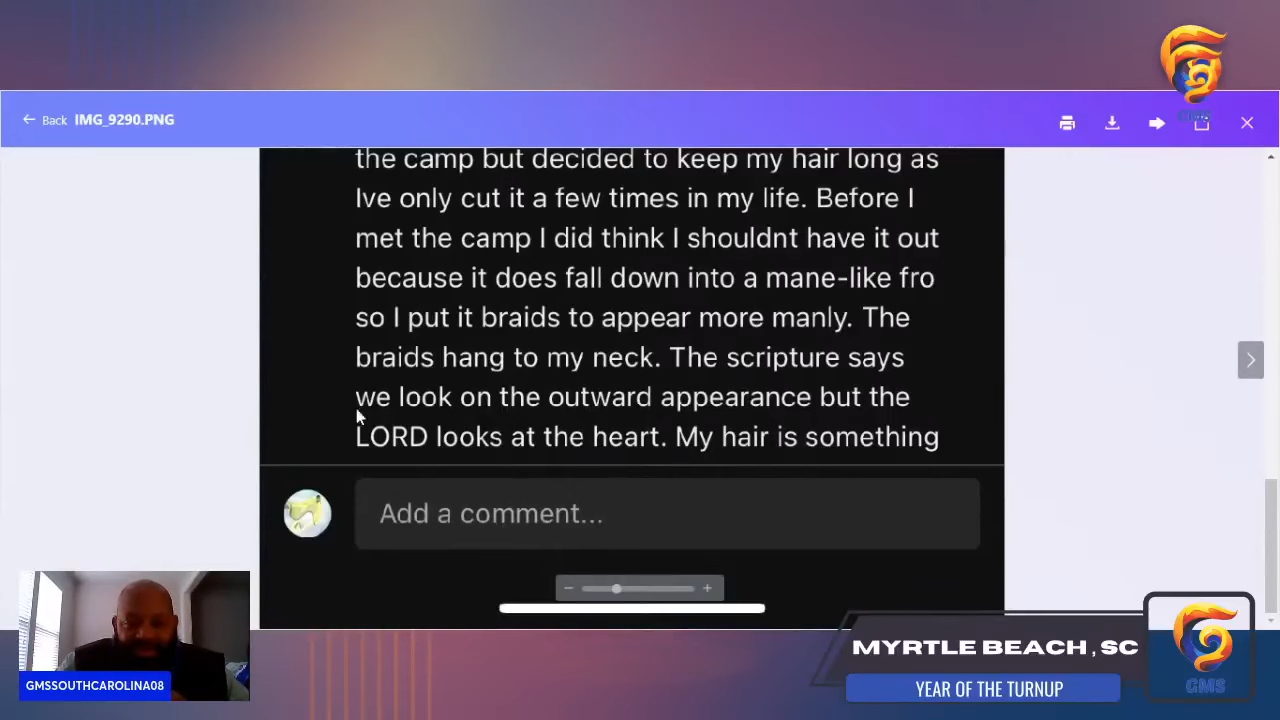 GMS
Back IMG_9290.PNG
the camp but decided to keep my hair long as
Ive only cut it a few times in my life. Before I
met the camp I did think I shouldnt have it out
because it does fall down into a mane-like fro
so I put it braids to appear more manly. The
braids hang to my neck. The scripture says
we look on the outward appearance but the
LORD looks at the heart. My hair is something
Add a comment...
GMSSOUTHCAROLINA08
MYRTLE BEACH , SC
YEAR OF THE TURNUP
GMS